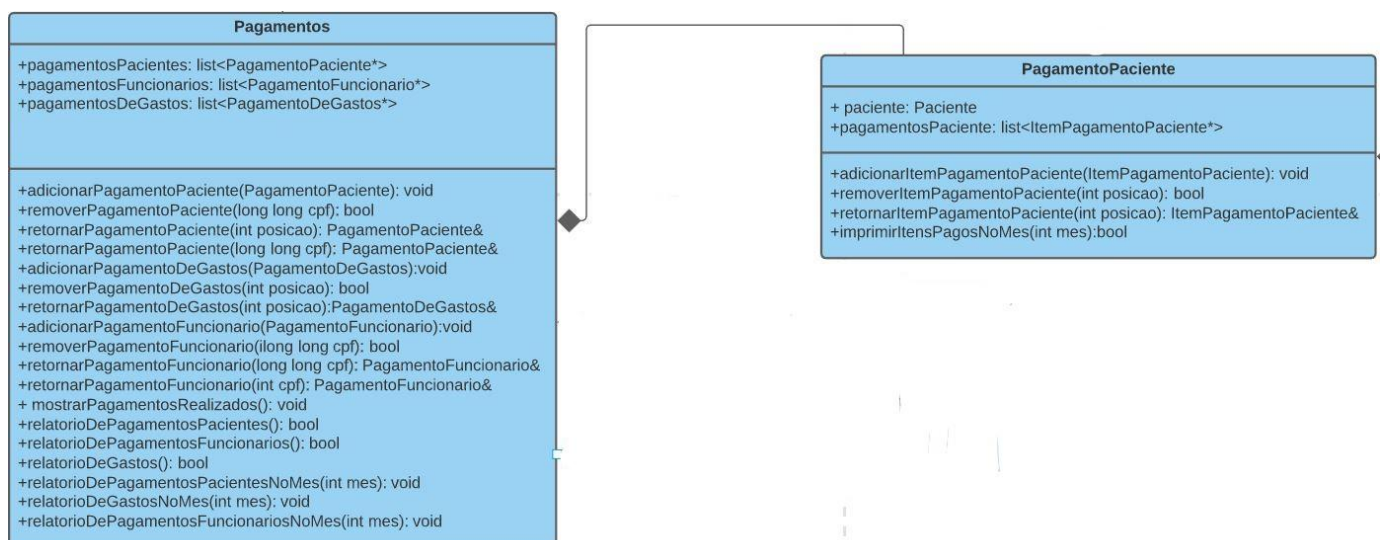 Pagamentos
+pagamentosPacientes: list<PagamentoPaciente*>
+pagamentosFuncionarios: list<PagamentoFuncionario*>
+pagamentosDeGastos: list<PagamentoDeGastos*>
+adicionarPagamentoPaciente(PagamentoPaciente): void
+removerPagamentoPaciente(long long cpf): bool
+retornarPagamentoPaciente(int posicao): PagamentoPaciente&
+retornarPagamentoPaciente(long long cpf): PagamentoPaciente&
+adicionarPagamentoDeGastos(PagamentoDeGastos):void
+removerPagamentoDeGastos(int posicao): bool
+retornarPagamentoDeGastos(int posicao):PagamentoDeGastos&
+adicionarPagamentoFuncionario(PagamentoFuncionario):void
+removerPagamentoFuncionario(ilong long cpf): bool
+retornarPagamentoFuncionario(long long cpf): PagamentoFuncionario&
+retornarPagamentoFuncionario(int cpf): PagamentoFuncionario&
+ mostrarPagamentosRealizados(): void
+relatorioDePagamentosPacientes(): bool
+relatorioDePagamentosFuncionarios(): bool
+relatorioDeGastos(): bool
+relatorioDePagamentosPacientesNoMes(int mes): void
+relatorioDeGastosNoMes(int mes): void
+relatorioDePagamentosFuncionariosNoMes(int mes): void
PagamentoPaciente
+ paciente: Paciente
+pagamentosPaciente: list<ItemPagamentoPaciente*>
+adicionarItemPagamentoPaciente(ItemPagamentoPaciente): void
+removerItemPagamentoPaciente(int posicao): bool
+retornarItemPagamentoPaciente(int posicao): ItemPagamentoPaciente&
+imprimirItensPagosNoMes(int mes):bool